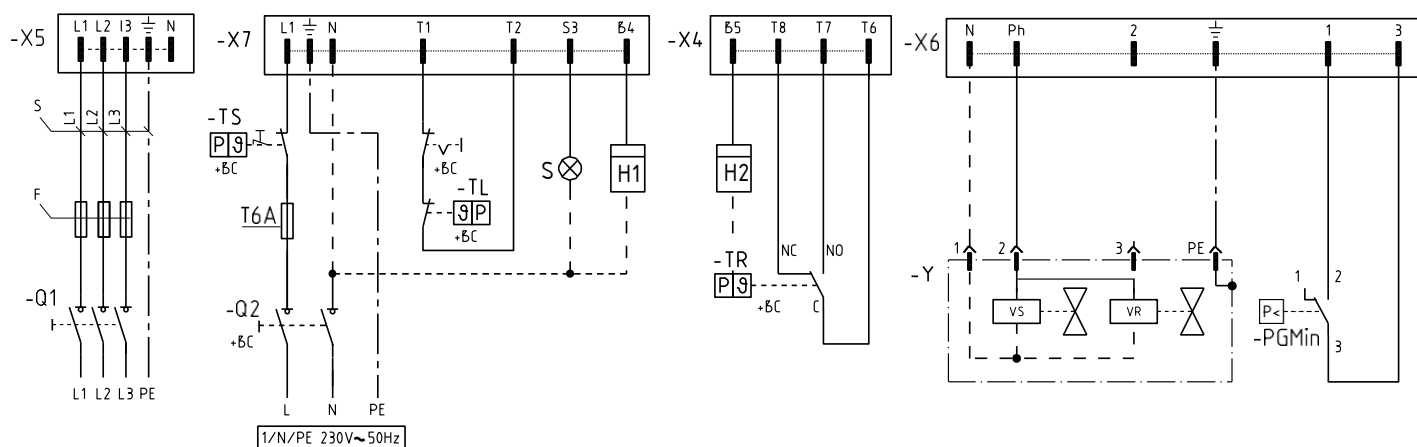 -X5
L1 L2 I3 N
S
L1 L2 L3
F
-Q1
L1 L2 L3 PE
-X7
L1 N T1 T2 S3 B4
-TS
P ϑ
+BC
T6A
-Q2
+BC
L N PE
1/N/PE 230V~50Hz
+BC
-TL
ϑ P
+BC
S
H1
-X4
B5 T8 T7 T6
H2
NC NO
-TR
P ϑ
+BC
C
-X6
N Ph 2 1 3
1 2 3 PE
-Y
VS
VR
1 2
P<
-PGMin
3